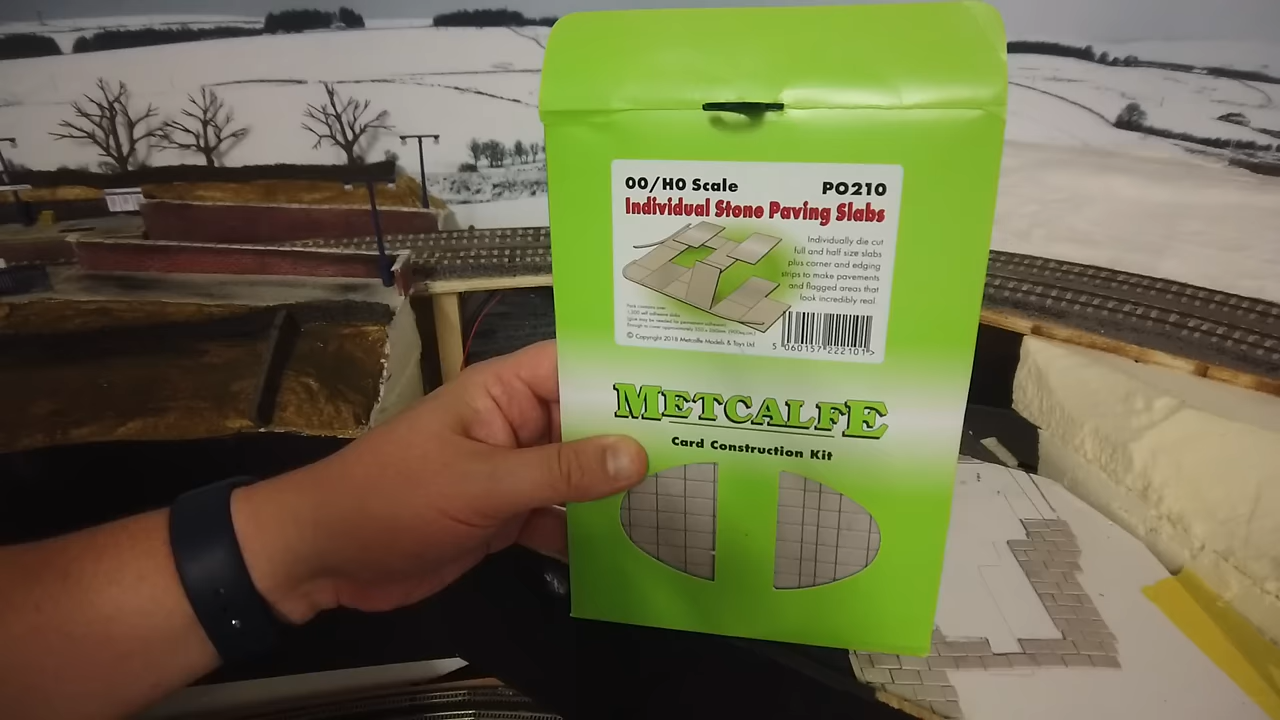 00/H0 Scale
PO210
Individual Stone Paving Slabs
Individually die cut
full and half size slabs
plus corner and edging
strips to make pavements
and flagged areas that
look incredibly real.
© Copyright 2018 Metcalfe Models & Toys Ltd
5 060157 222101 >
METCALFE
Card Construction Kit